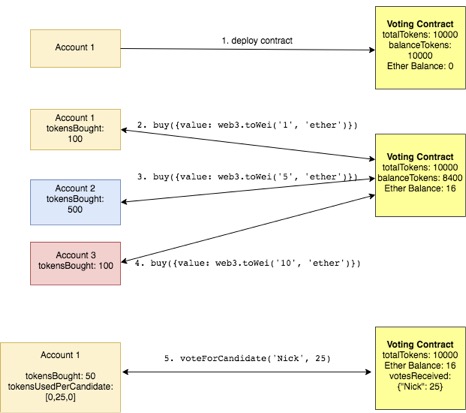 Account 1
1. deploy contract
Voting Contract
totalTokens: 10000
balanceTokens:
10000
Ether Balance: 0
Account 1
tokensBought:
100
2. buy({value: web3.toWei('1', 'ether')})
Account 2
tokensBought:
500
3. buy({value: web3.toWei('5', 'ether')})
Voting Contract
totalTokens: 10000
balanceTokens: 8400
Ether Balance: 16
Account 3
tokensBought: 100
4. buy({value: web3.toWei('10', 'ether')})
Account 1
tokensBought: 50
tokensUsedPerCandidate:
[0,25,0]
5. voteForCandidate('Nick', 25)
Voting Contract
totalTokens: 10000
Ether Balance: 16
votesReceived:
{"Nick": 25}